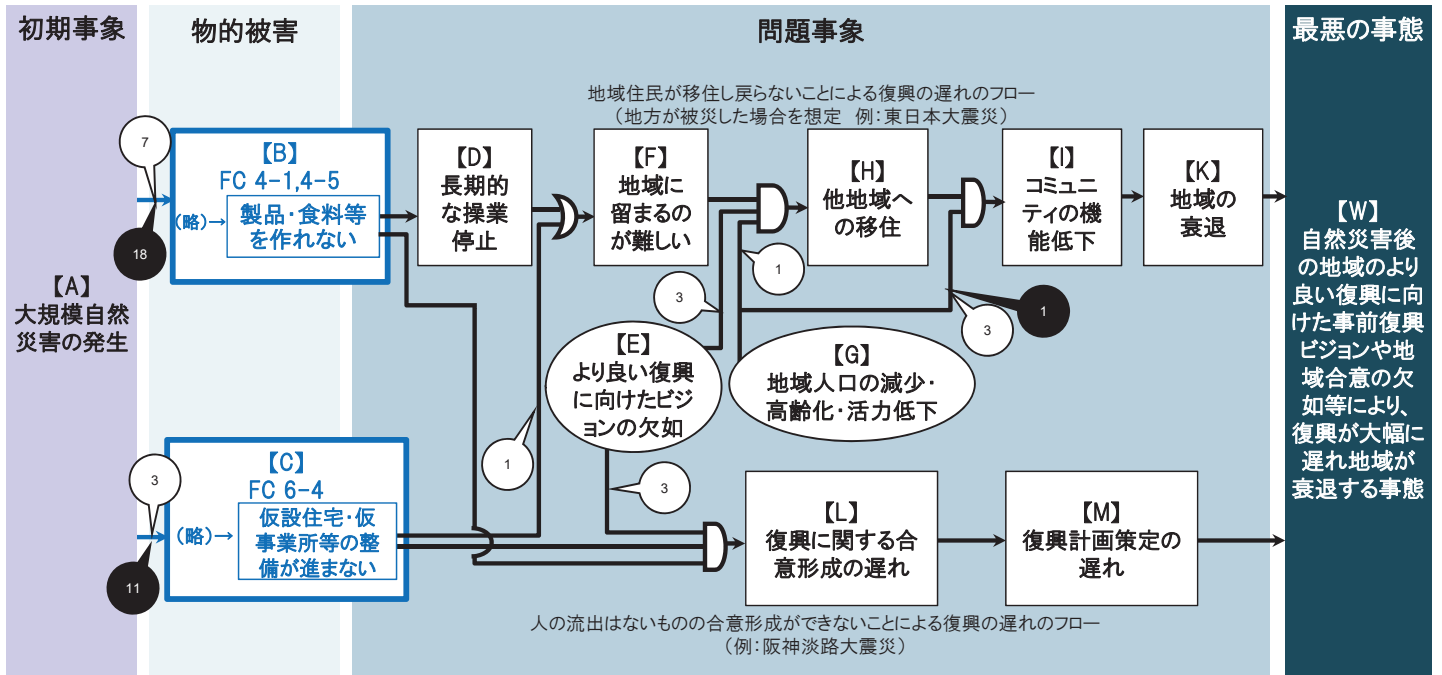 初期事象
物的被害
問題事象
最悪の事態
地域住民が移住し戻らないことによる復興の遅れのフロー
（地方が被災した場合を想定　例：東日本大震災）
7
18
【A】
大規模自然
災害の発生
【B】
FC 4-1,4-5
（略）→
製品・食料等
を作れない
【D】
長期的
な操業
停止
【F】
地域に
留まるの
が難しい
【H】
他地域へ
の移住
【I】
コミュニ
ティの機
能低下
【K】
地域の
衰退
1
3
3
1
【E】
より良い復興
に向けたビジ
ョンの欠如
【G】
地域人口の減少・
高齢化・活力低下
1
3
3
11
【C】
FC 6-4
（略）→
仮設住宅・仮
事業所等の整
備が進まない
【L】
復興に関する合
意形成の遅れ
【M】
復興計画策定の
遅れ
人の流出はないものの合意形成ができないことによる復興の遅れのフロー
（例：阪神淡路大震災）
【W】
自然災害後
の地域のより
良い復興に向
けた事前復興
ビジョンや地
域合意の欠
如等により、
復興が大幅に
遅れ地域が
衰退する事態